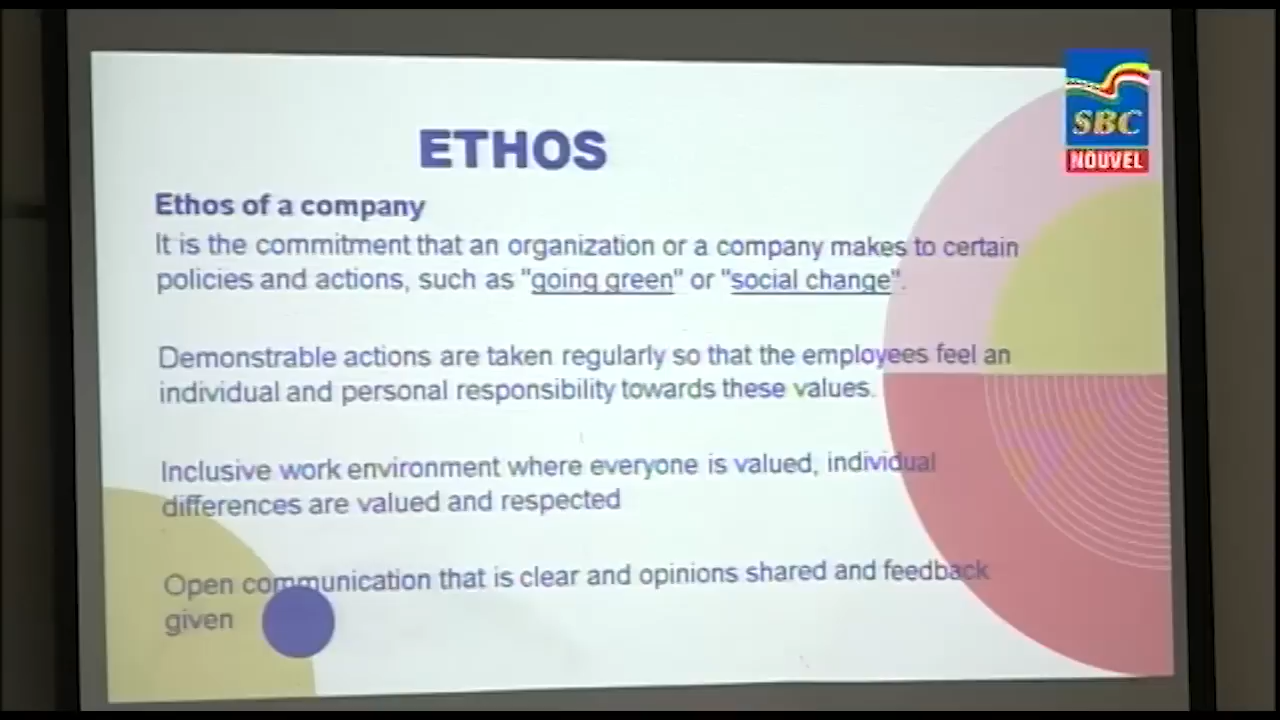 SBC
NOUVEL
ETHOS
Ethos of a company
It is the commitment that an organization or a company makes to certain
policies and actions, such as "going green" or "social change".
Demonstrable actions are taken regularly so that the employees feel an
individual and personal responsibility towards these values.
Inclusive work environment where everyone is valued, individual
differences are valued and respected
Open communication that is clear and opinions shared and feedback
given